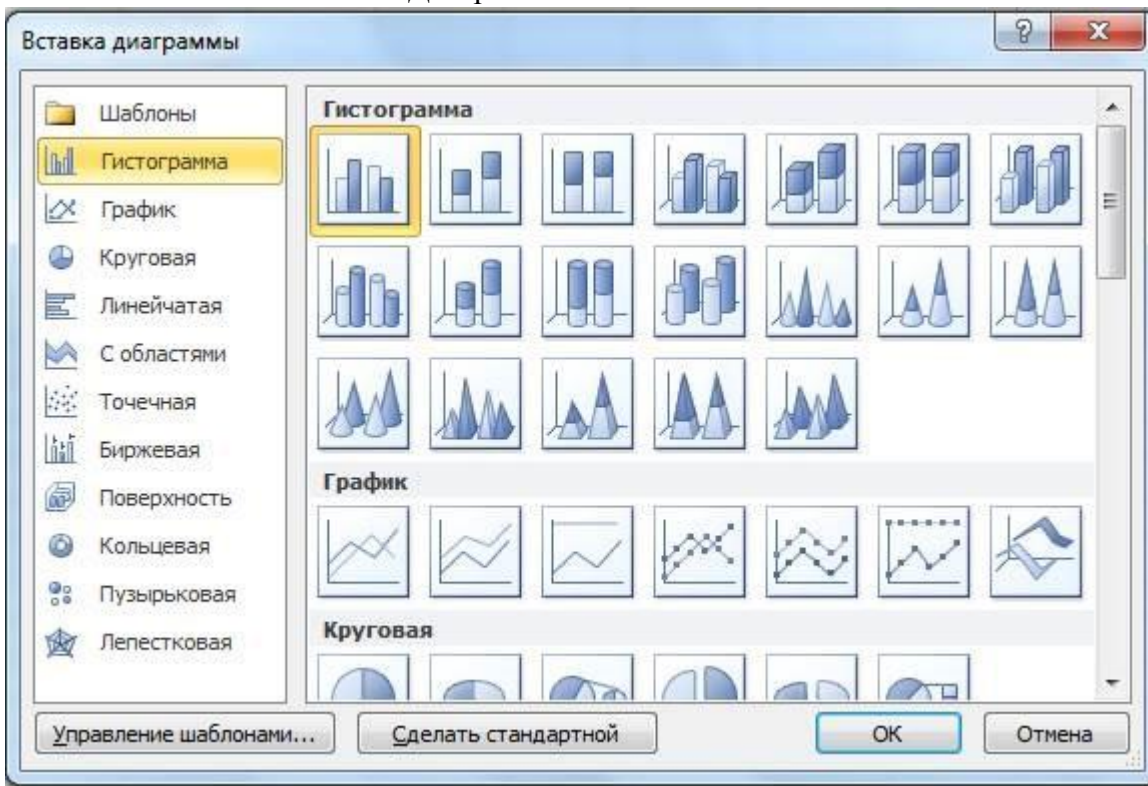 Вставка диаграммы
Шаблоны
Гистограмма
График
Круговая
Линейчатая
С областями
Точечная
Биржевая
Поверхность
Кольцевая
Пузырьковая
Лепестковая
Гистограмма
График
Круговая
Управление шаблонами...
Сделать стандартной
ОК
Отмена